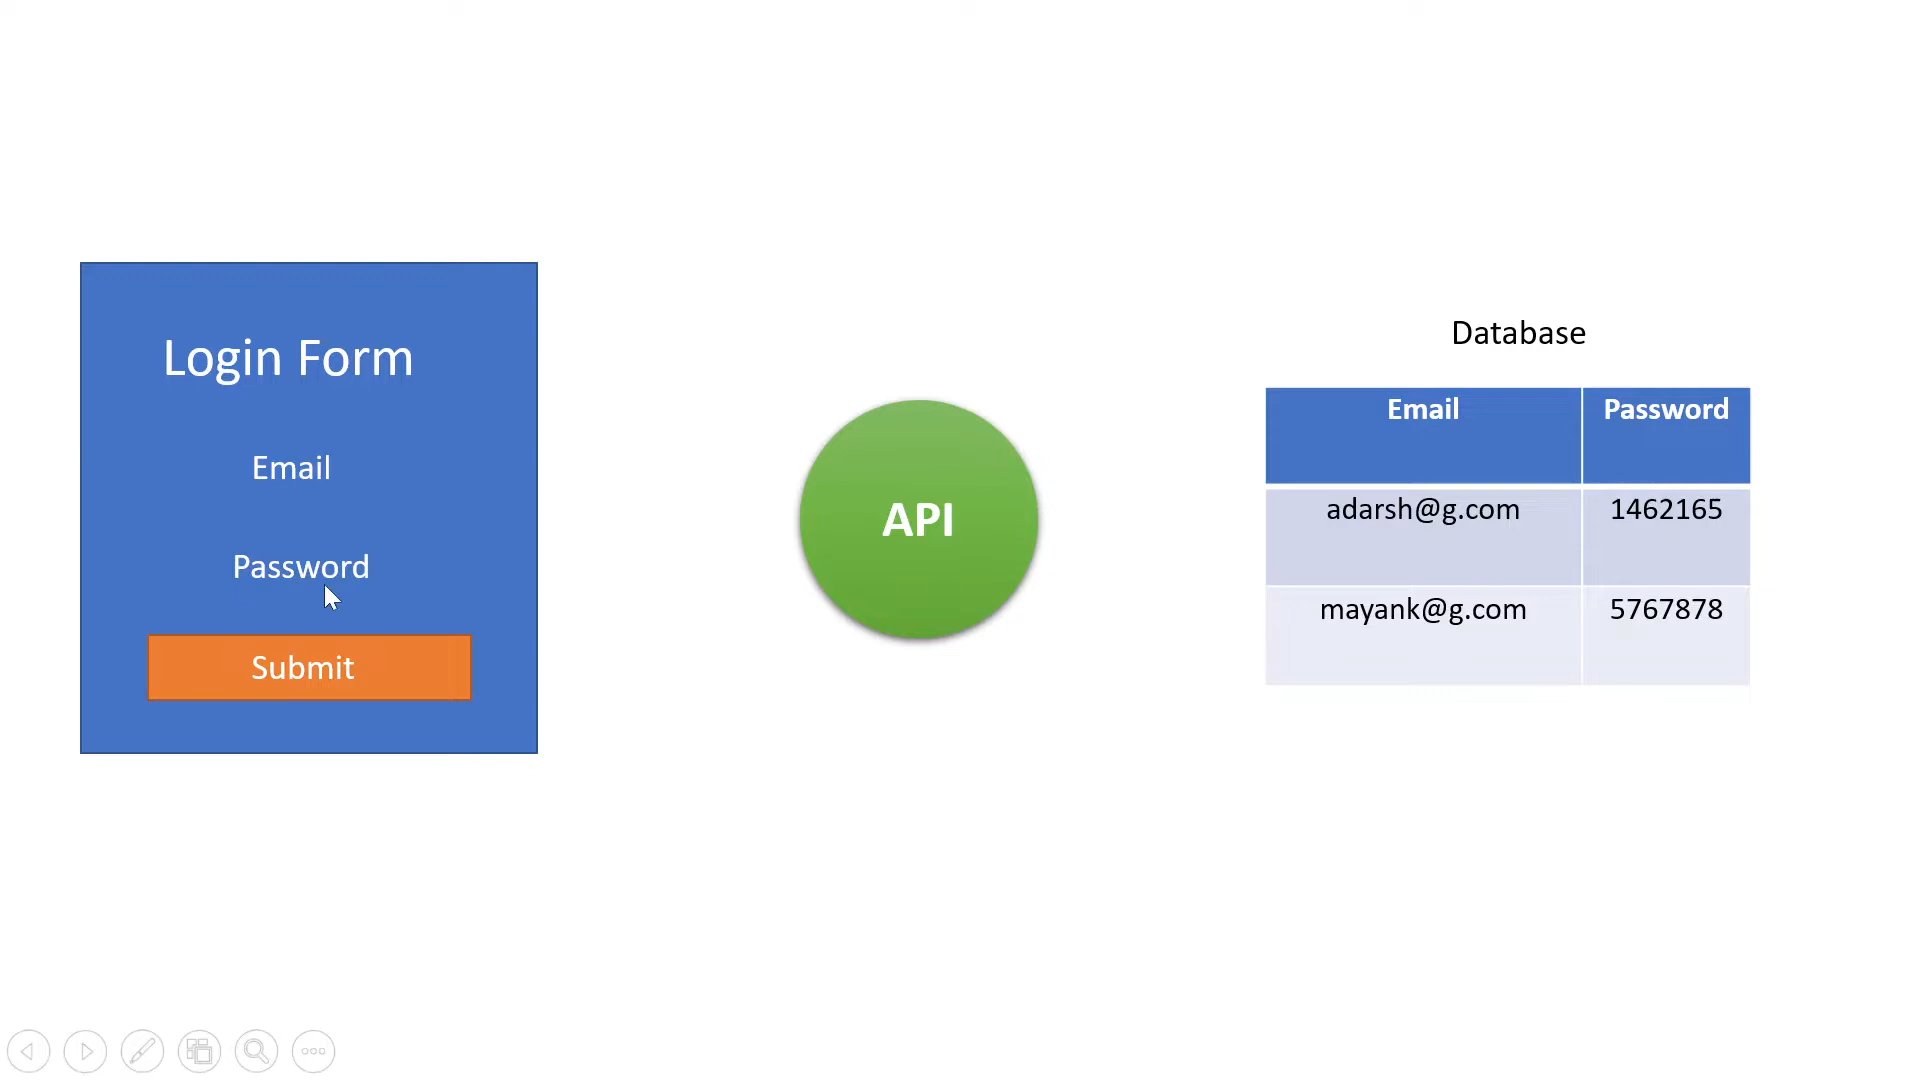 Login Form
Email
Password
Submit
API
Database
Email Password
adarsh@g.com 1462165
mayank@g.com 5767878